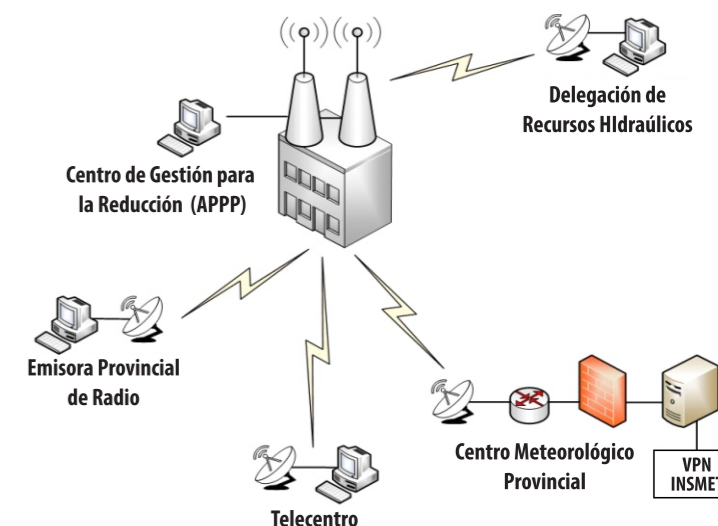 Delegación de
Recursos HIdraúlicos
Centro de Gestión para
la Reducción (APPP)
Emisora Provincial
de Radio
Centro Meteorológico
Provincial
VPN
INSMET
Telecentro